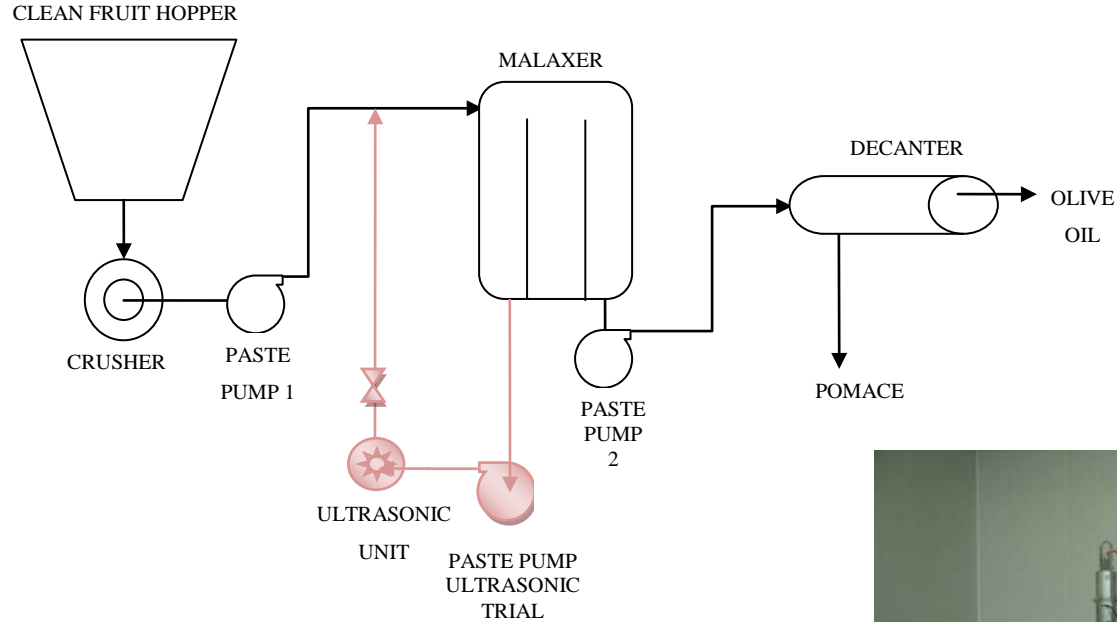 CLEAN FRUIT HOPPER
MALAXER
DECANTER
OLIVE
OIL
CRUSHER
PASTE
PUMP 1
PASTE
PUMP
2
POMACE
ULTRASONIC
UNIT
PASTE PUMP
ULTRASONIC
TRIAL